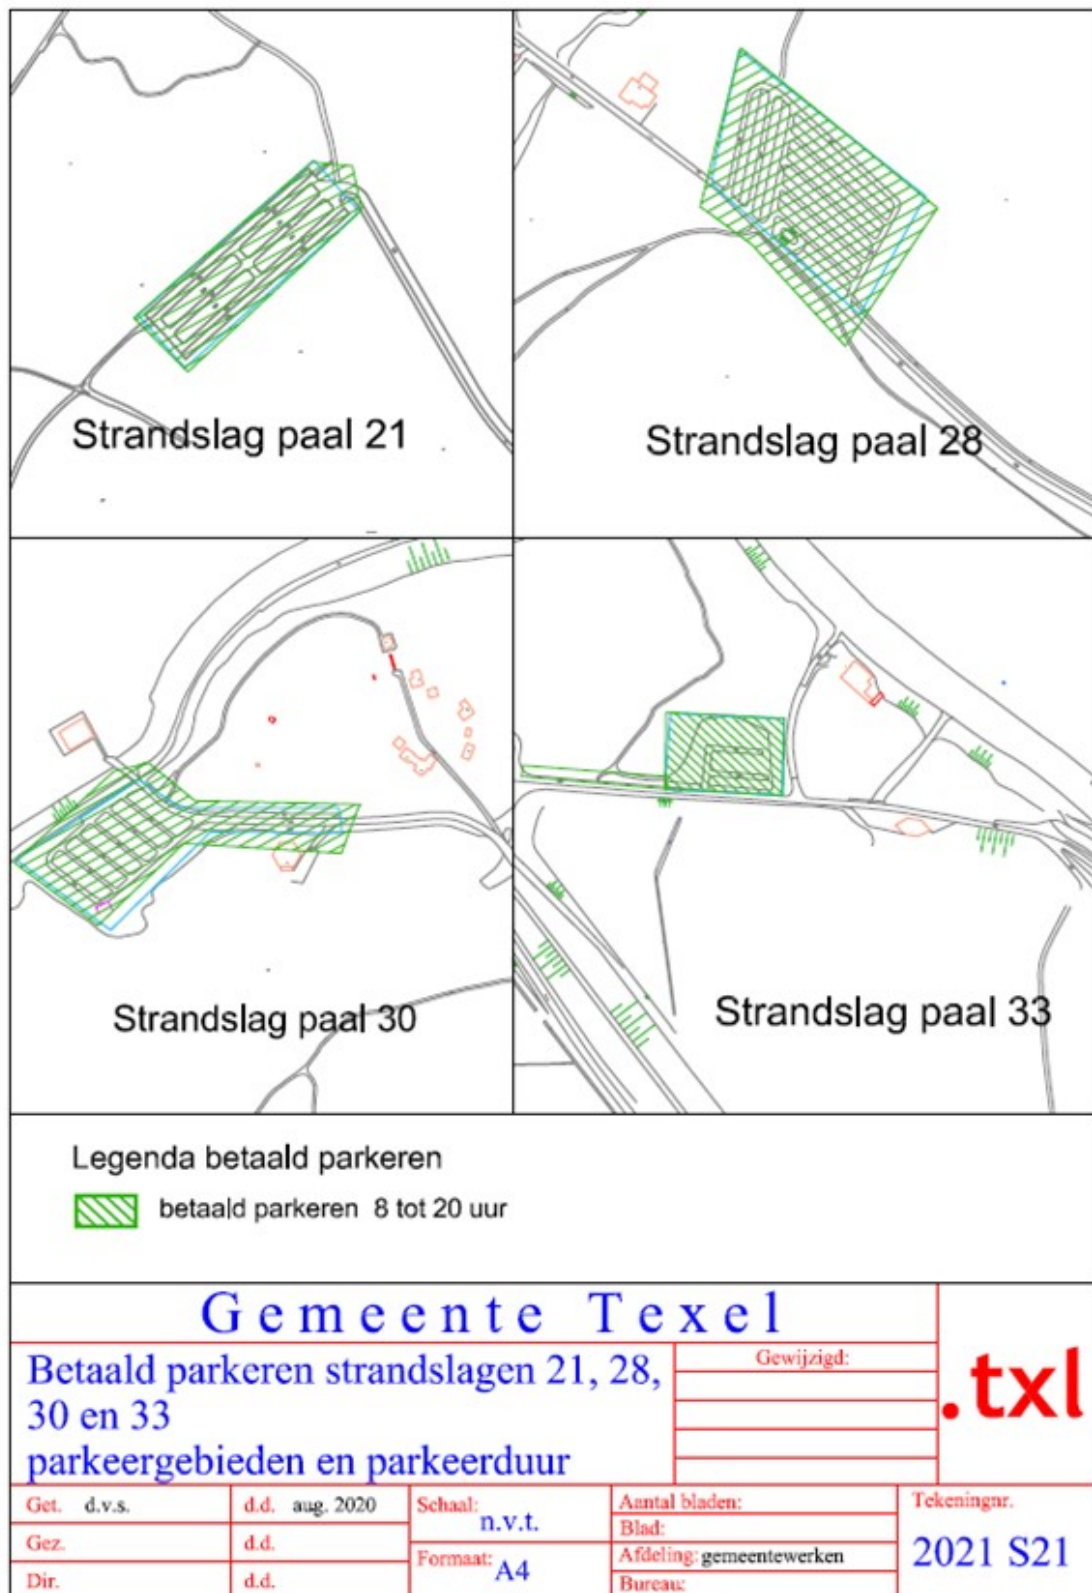 Strandslag paal 21
Strandslag paal 28
Strandslag paal 30
Strandslag paal 33
Legenda betaald parkeren
betaald parkeren 8 tot 20 uur
Gemeente Texel
Betaald parkeren strandslagen 21, 28,
30 en 33
parkeergebieden en parkeerduur
Gewijzigd:
.txl
Get. d.v.s.
d.d. aug. 2020
Gez.
d.d.
Dir.
d.d.
Schaal:
n.v.t.
Formaat: A4
Aantal bladen:
Blad:
Afdeling: gemeentewerken
Bureau:
Tekeningnr.
2021 S21